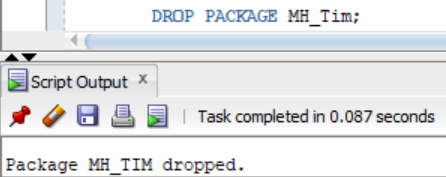 DROP PACKAGE MH_Tim;
Script Output x
Task completed in 0.087 seconds
Package MH_TIM dropped.